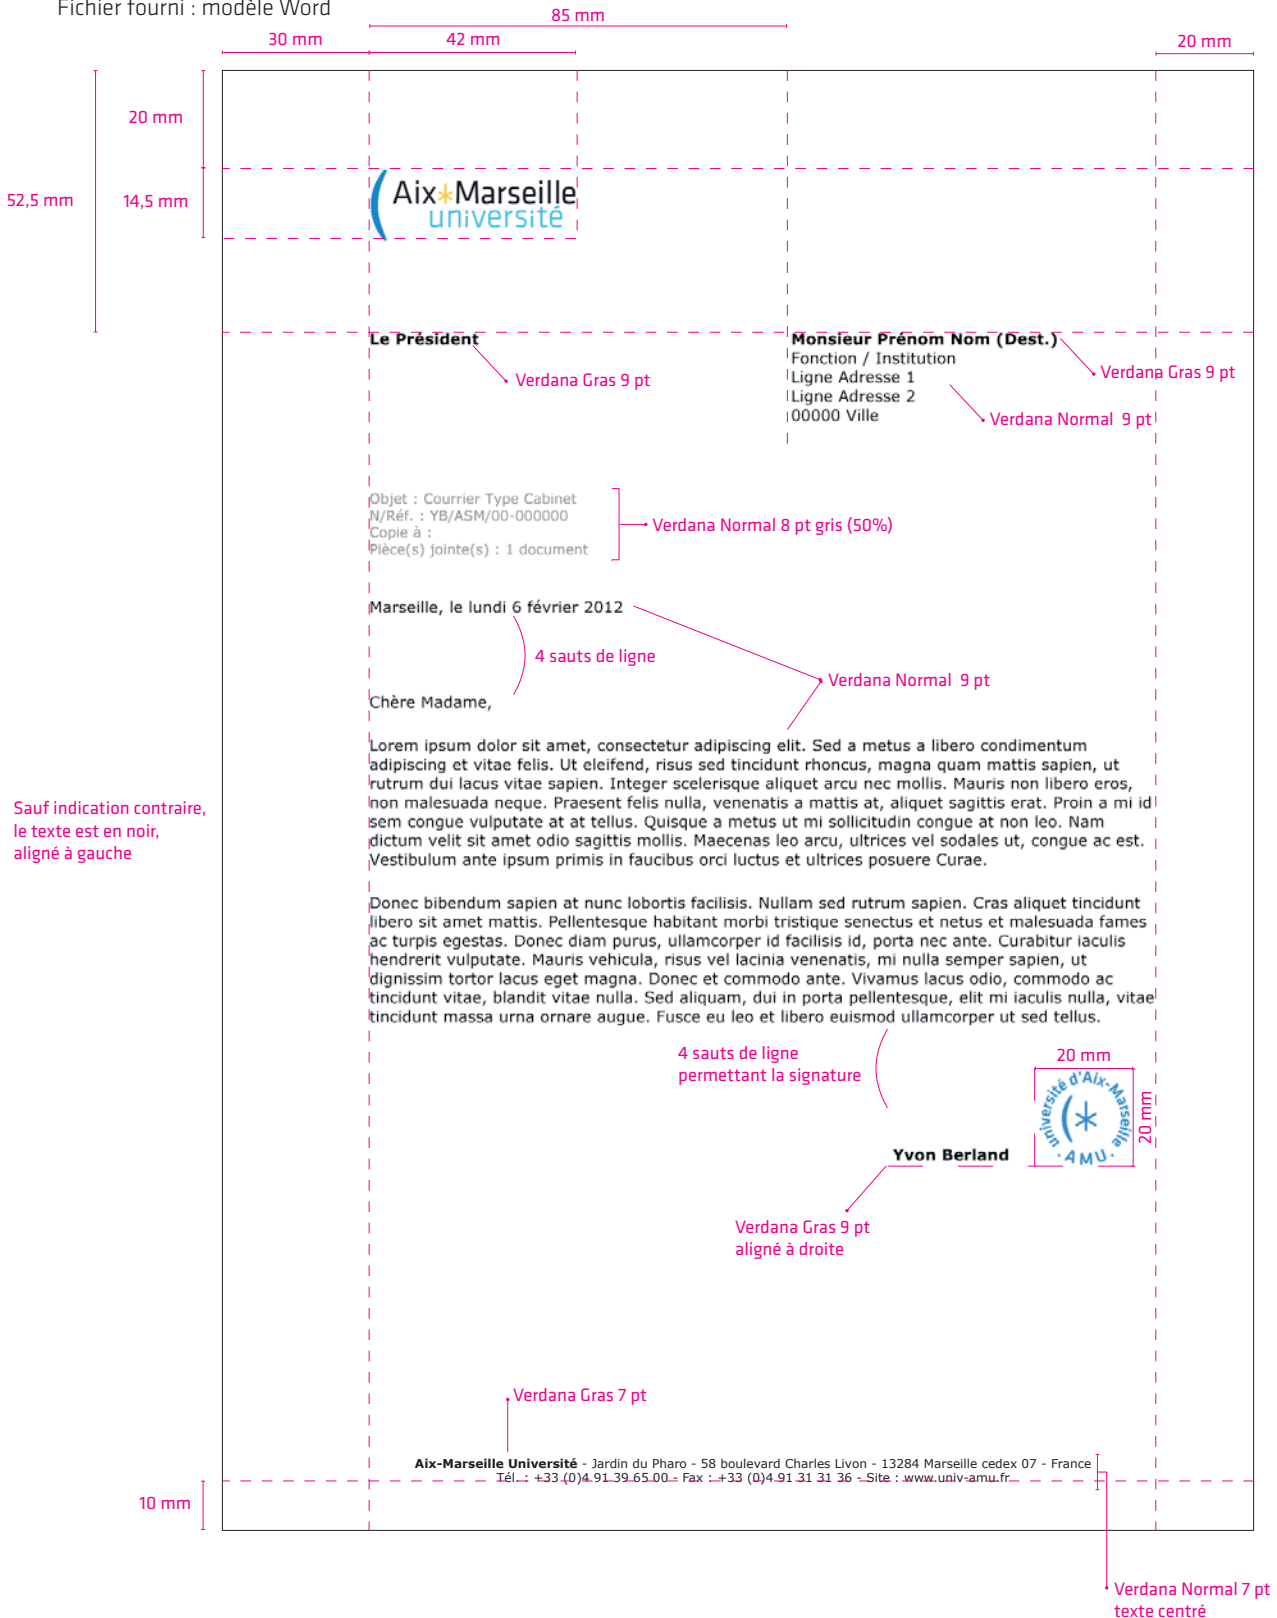 Fichier fourni : modèle Word
85 mm
30 mm
42 mm
20 mm
20 mm
52,5 mm
14,5 mm
Aix*Marseille
université
Le Président
Verdana Gras 9 pt
Monsieur Prénom Nom (Dest.)
Fonction / Institution
Ligne Adresse 1
Ligne Adresse 2
00000 Ville
Verdana Gras 9 pt
Verdana Normal 9 pt
Objet : Courrier Type Cabinet
N/Réf. : YB/ASM/00-000000
Copie à :
Pièce(s) jointe(s) : 1 document
Verdana Normal 8 pt gris (50%)
Marseille, le lundi 6 février 2012
4 sauts de ligne
Verdana Normal 9 pt
Chère Madame,
Lorem ipsum dolor sit amet, consectetur adipiscing elit. Sed a metus a libero condimentum
adipiscing et vitae felis. Ut eleifend, risus sed tincidunt rhoncus, magna quam mattis sapien, ut
rutrum dui lacus vitae sapien. Integer scelerisque aliquet arcu nec mollis. Mauris non libero eros,
non malesuada neque. Praesent felis nulla, venenatis a mattis at, aliquet sagittis erat. Proin a mi id
sem congue vulputate at at tellus. Quisque a metus ut mi sollicitudin congue at non leo. Nam
dictum velit sit amet odio sagittis mollis. Maecenas leo arcu, ultrices vel sodales ut, congue ac est.
Vestibulum ante ipsum primis in faucibus orci luctus et ultrices posuere Curae.
Sauf indication contraire,
le texte est en noir,
aligné à gauche
Donec bibendum sapien at nunc lobortis facilisis. Nullam sed rutrum sapien. Cras aliquet tincidunt
libero sit amet mattis. Pellentesque habitant morbi tristique senectus et netus et malesuada fames
ac turpis egestas. Donec diam purus, ullamcorper id facilisis id, porta nec ante. Curabitur iaculis
hendrerit vulputate. Mauris vehicula, risus vel lacinia venenatis, mi nulla semper sapien, ut
dignissim tortor lacus eget magna. Donec et commodo ante. Vivamus lacus odio, commodo ac
tincidunt vitae, blandit vitae nulla. Sed aliquam, dui in porta pellentesque, elit mi iaculis nulla, vitae
tincidunt massa urna ornare augue. Fusce eu leo et libero euismod ullamcorper ut sed tellus.
4 sauts de ligne
permettant la signature
20 mm
20 mm
université d'Aix-Marseille
· AMU ·
Yvon Berland
Verdana Gras 9 pt
aligné à droite
Verdana Gras 7 pt
Aix-Marseille Université - Jardin du Pharo - 58 boulevard Charles Livon - 13284 Marseille cedex 07 - France
Tél. : +33 (0)4 91 39 65 00 - Fax : +33 (0)4 91 31 31 36 - Site : www.univ-amu.fr
10 mm
Verdana Normal 7 pt
texte centré